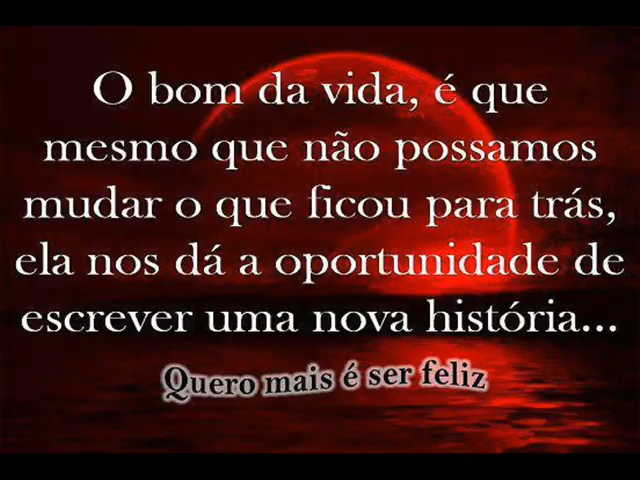 O bom da vida, é que
mesmo que não possamos
mudar o que ficou para trás,
ela nos dá a oportunidade de
escrever uma nova história...
Quero mais é ser feliz